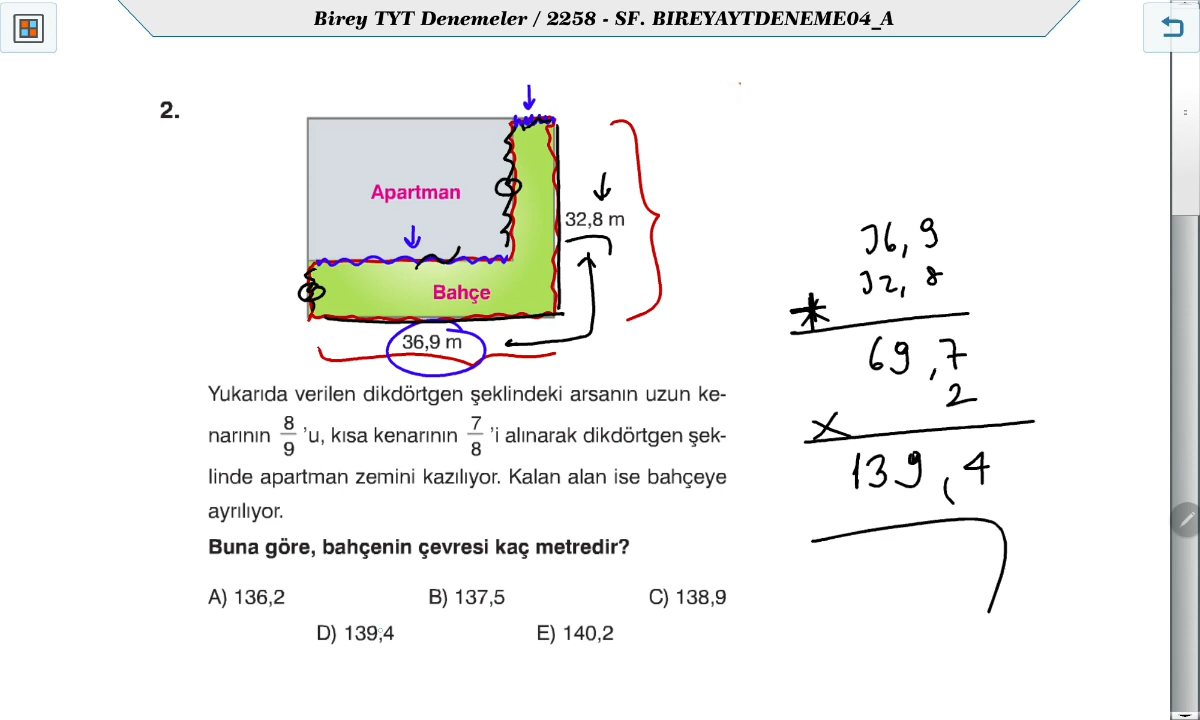 Birey TYT Denemeler / 2258 - SF. BIREYAYTDENEME04_A
2.
Apartman
32,8 m
Bahçe
36,9 m
Yukarıda verilen dikdörtgen şeklindeki arsanın uzun ke-
narının 8/9 'u, kısa kenarının 7/8 'i alınarak dikdörtgen şek-
linde apartman zemini kazılıyor. Kalan alan ise bahçeye
ayrılıyor.
Buna göre, bahçenin çevresi kaç metredir?
A) 136,2 B) 137,5 C) 138,9
D) 139,4 E) 140,2
36,9
32,8
69,7
2
x
139,4